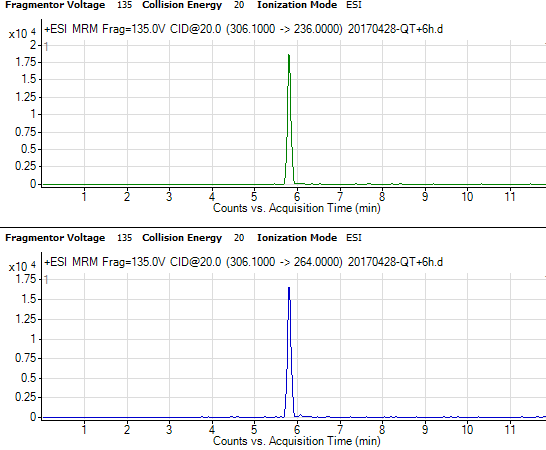 Fragmentor Voltage 135 Collision Energy 20 Ionization Mode ESI
x10 4 +ESI MRM Frag=135.0V CID@20.0 (306.1000 -> 236.0000) 20170428-QT+6h.d
2 1
1.75
1.5
1.25
1
0.75
0.5
0.25
0
1 2 3 4 5 6 7 8 9 10 11
Counts vs. Acquisition Time (min)
Fragmentor Voltage 135 Collision Energy 20 Ionization Mode ESI
x10 4 +ESI MRM Frag=135.0V CID@20.0 (306.1000 -> 264.0000) 20170428-QT+6h.d
1.75 1
1.5
1.25
1
0.75
0.5
0.25
0
1 2 3 4 5 6 7 8 9 10 11
Counts vs. Acquisition Time (min)